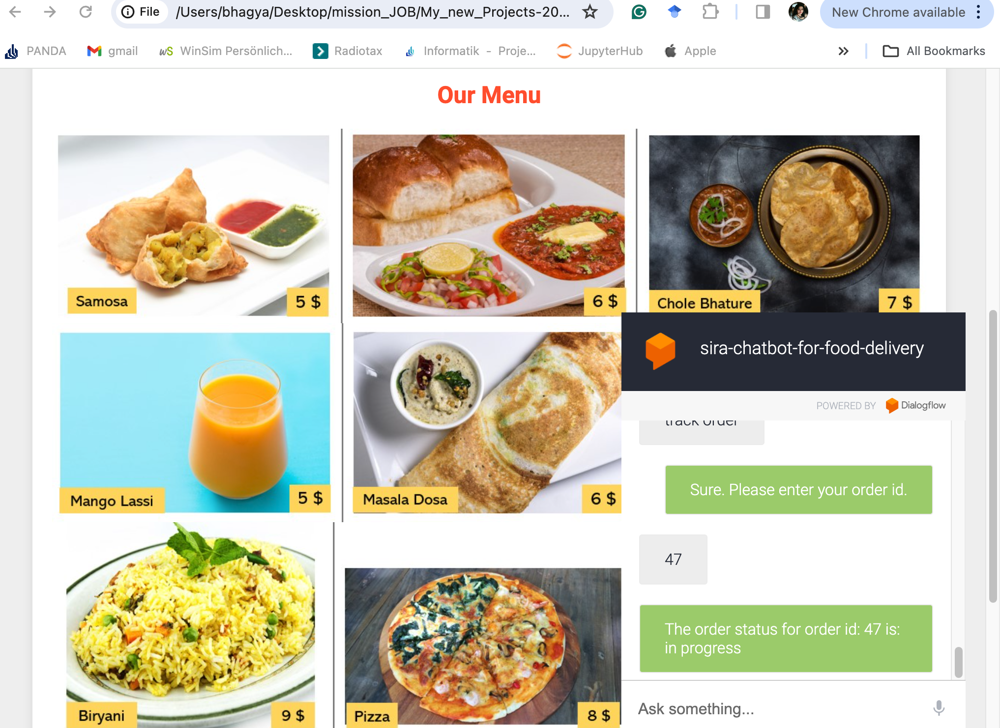 File /Users/bhagya/Desktop/mission_JOB/My_new_Projects-20... New Chrome available
PANDA gmail WinSim Persönlich... Radiotax Informatik - Proje... JupyterHub Apple All Bookmarks
Our Menu
Samosa 5 $
6 $
Chole Bhature 7 $
Mango Lassi 5 $
Masala Dosa 6 $
Biryani 9 $
Pizza 8 $
sira-chatbot-for-food-delivery
POWERED BY Dialogflow
track order
Sure. Please enter your order id.
47
The order status for order id: 47 is:
in progress
Ask something...